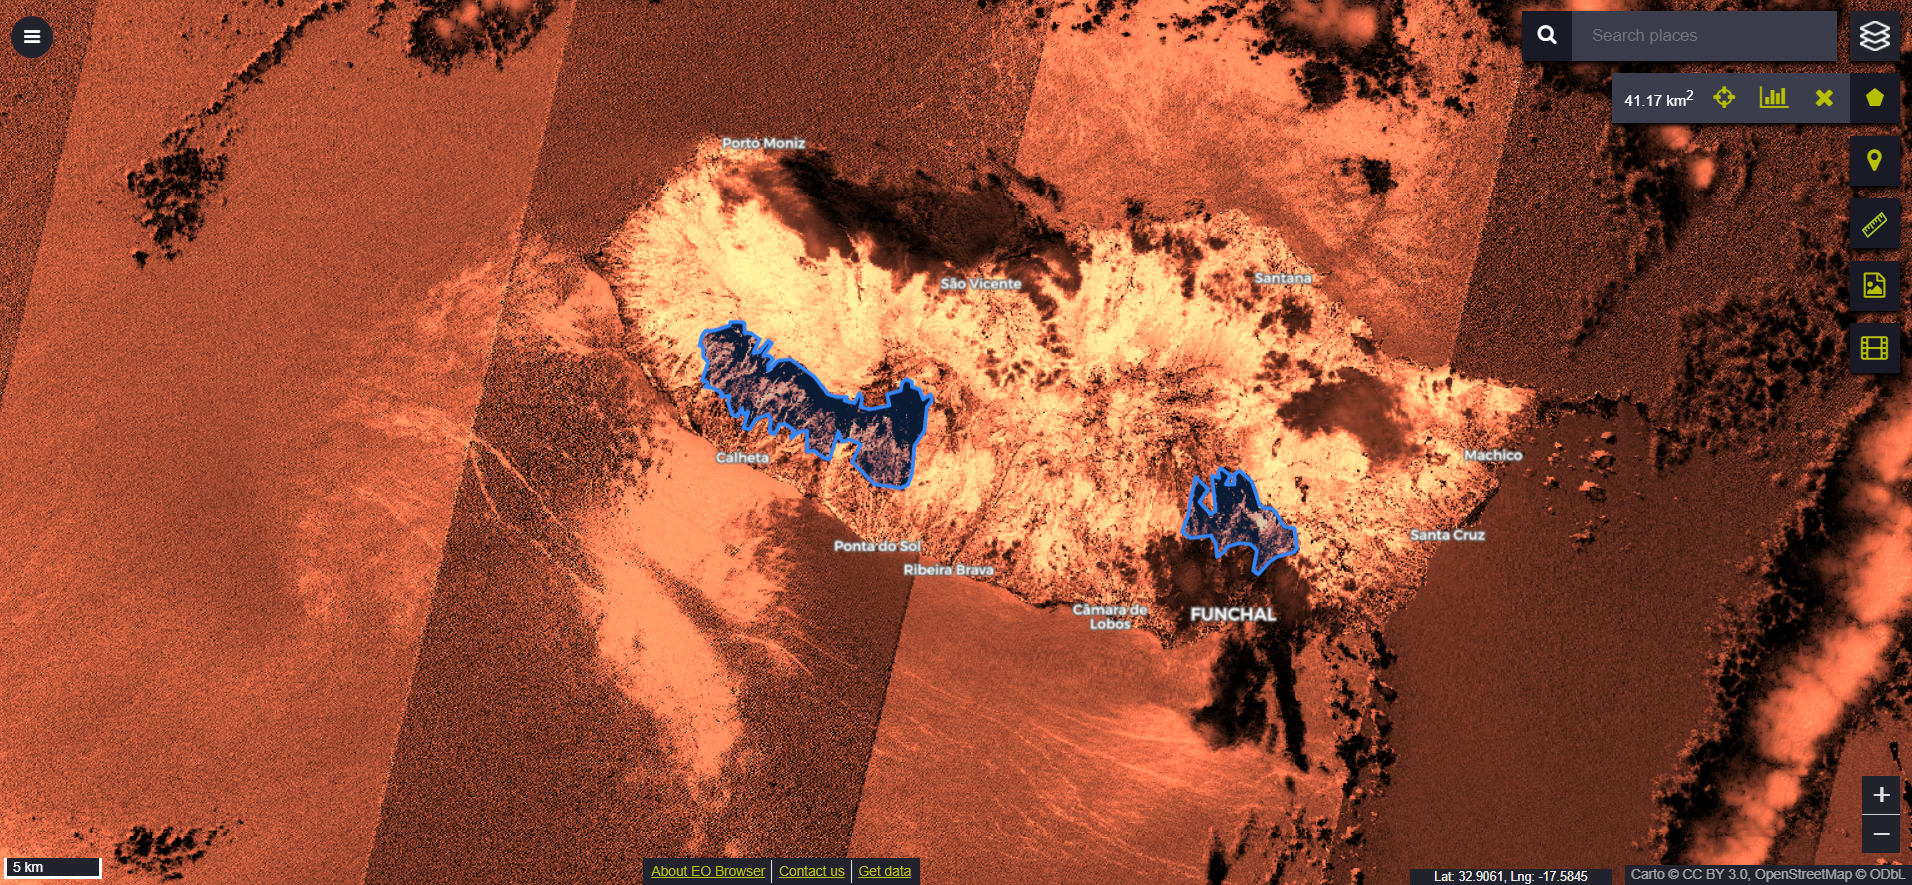 Search places
41.17 km2
Porto Moniz
São Vicente
Santana
Calheta
Machico
Santa Cruz
Ponta do Sol
Ribeira Brava
Câmara de
Lobos
FUNCHAL
5 km
About EO Browser
Contact us
Get data
Lat: 32.9061, Lng: -17.5845
Carto © CC BY 3.0, OpenStreetMap © ODbL